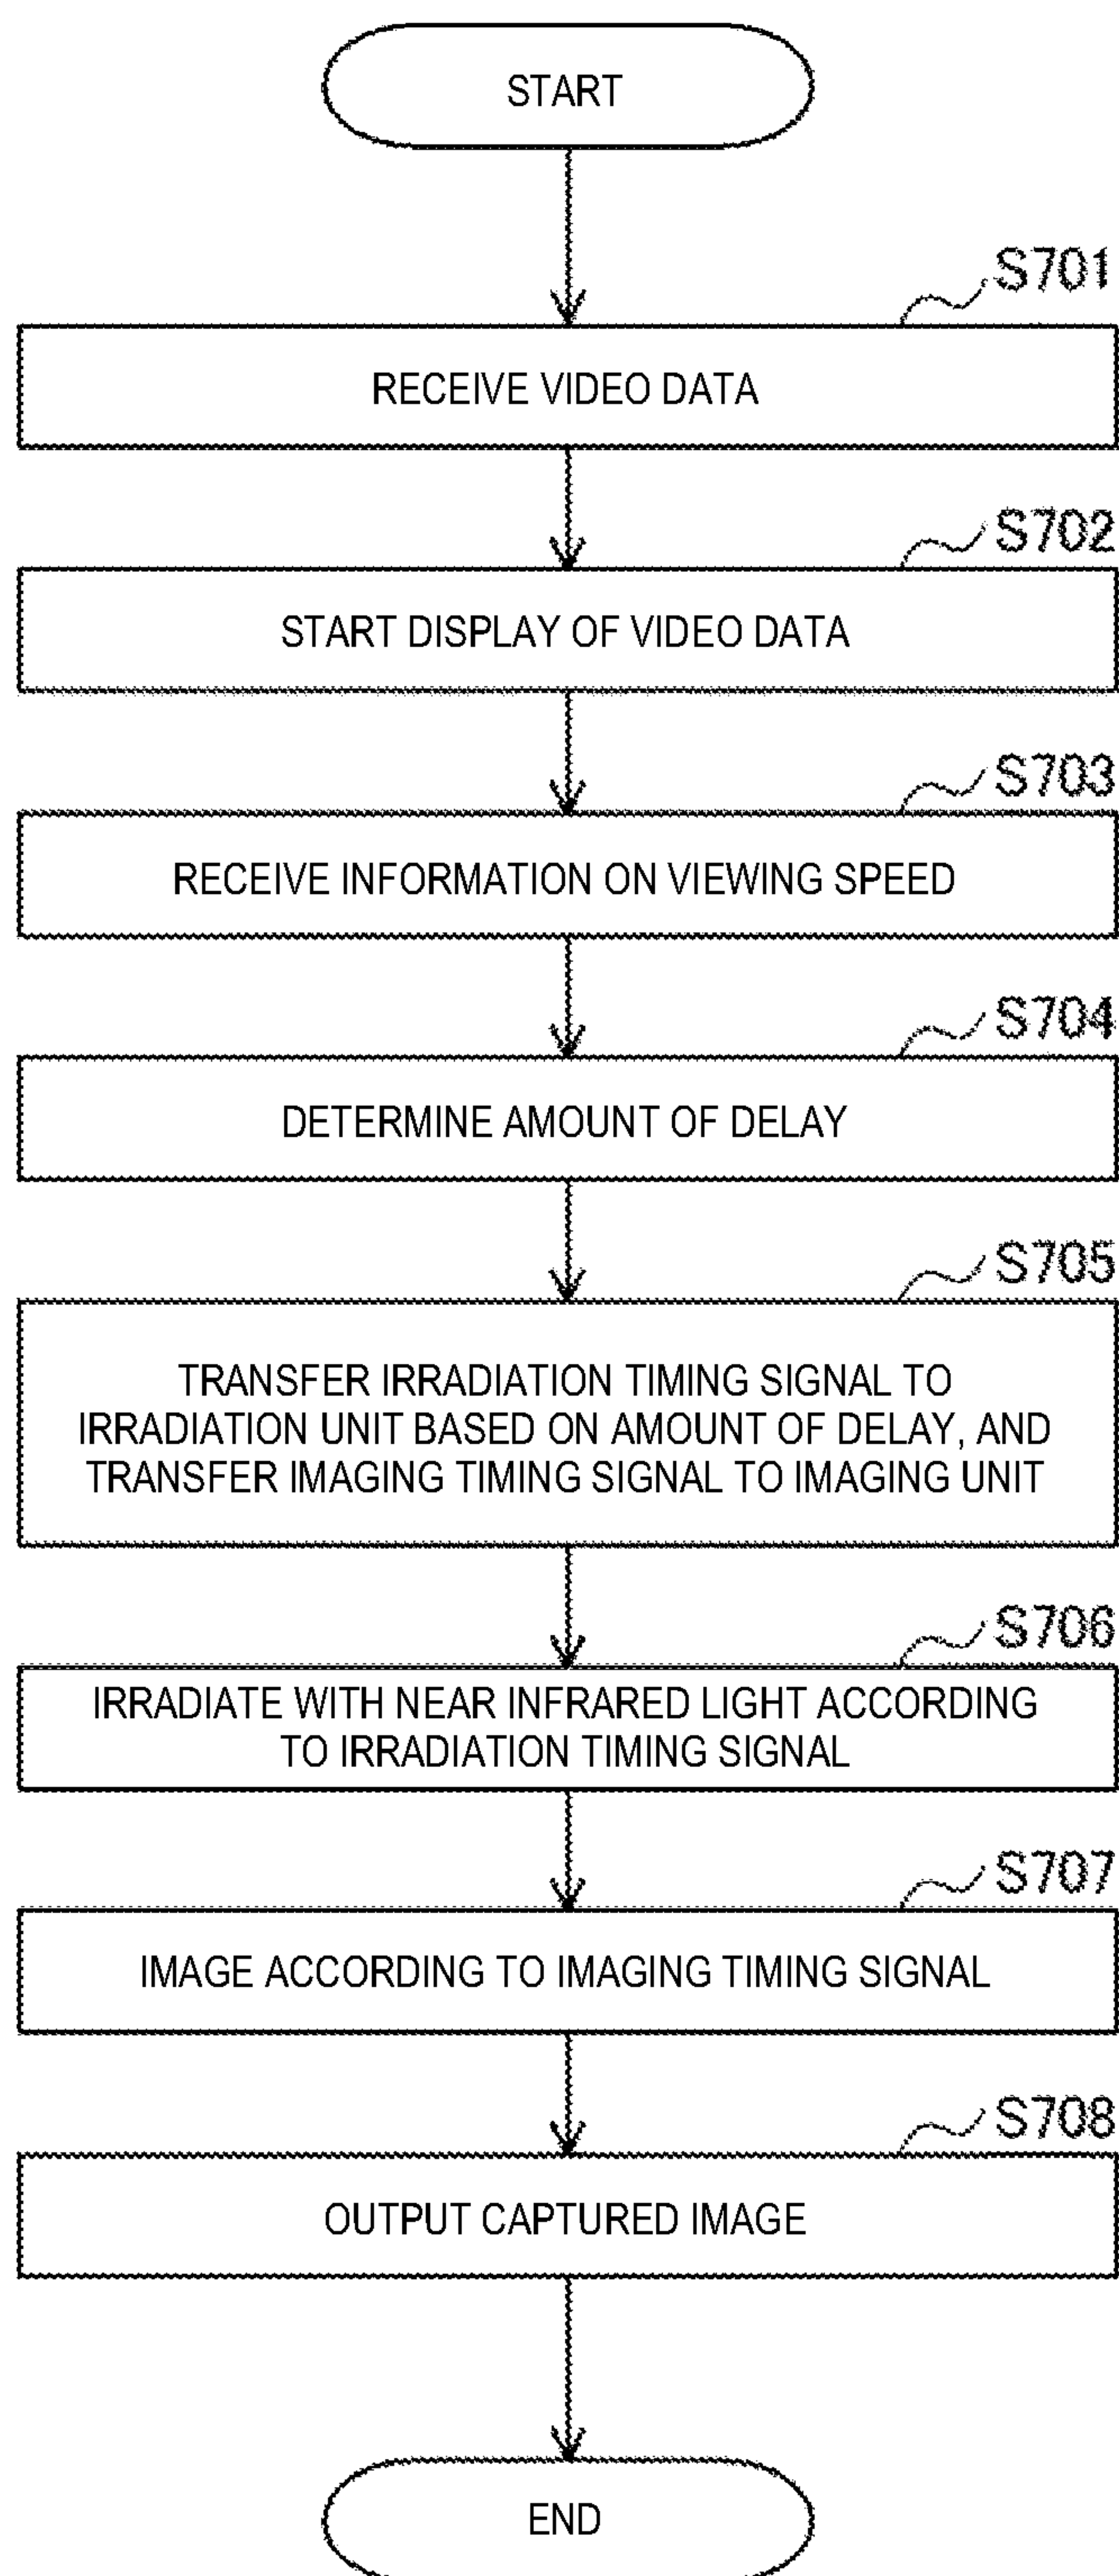 START
S701
RECEIVE VIDEO DATA
S702
START DISPLAY OF VIDEO DATA
S703
RECEIVE INFORMATION ON VIEWING SPEED
S704
DETERMINE AMOUNT OF DELAY
S705
TRANSFER IRRADIATION TIMING SIGNAL TO
IRRADIATION UNIT BASED ON AMOUNT OF DELAY, AND
TRANSFER IMAGING TIMING SIGNAL TO IMAGING UNIT
S706
IRRADIATE WITH NEAR INFRARED LIGHT ACCORDING
TO IRRADIATION TIMING SIGNAL
S707
IMAGE ACCORDING TO IMAGING TIMING SIGNAL
S708
OUTPUT CAPTURED IMAGE
END